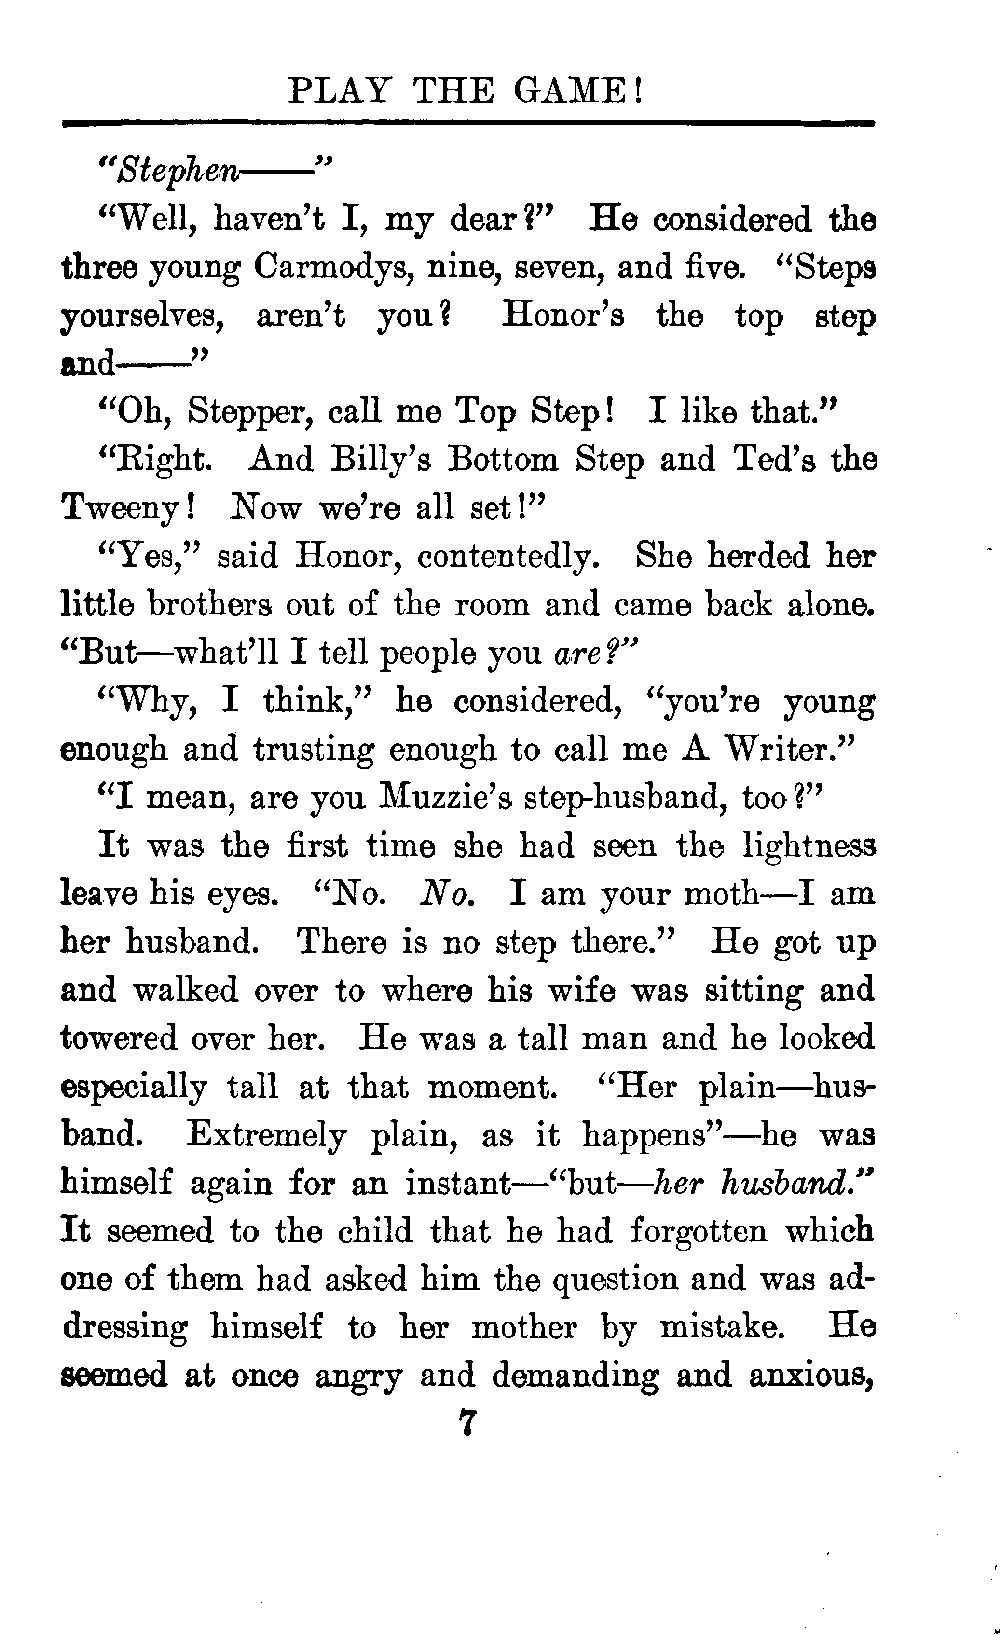 PLAY THE GAME!
"Stephen——"
"Well, haven't I, my dear?" He considered the
three young Carmodys, nine, seven, and five. "Steps
yourselves, aren't you? Honor's the top step
and——"
"Oh, Stepper, call me Top Step! I like that."
"Right. And Billy's Bottom Step and Ted's the
Tweeny! Now we're all set!"
"Yes," said Honor, contentedly. She herded her
little brothers out of the room and came back alone.
"But—what'll I tell people you are?"
"Why, I think," he considered, "you're young
enough and trusting enough to call me A Writer."
"I mean, are you Muzzie's step-husband, too?"
It was the first time she had seen the lightness
leave his eyes. "No. No. I am your moth—I am
her husband. There is no step there." He got up
and walked over to where his wife was sitting and
towered over her. He was a tall man and he looked
especially tall at that moment. "Her plain—hus-
band. Extremely plain, as it happens"—he was
himself again for an instant—"but—her husband."
It seemed to the child that he had forgotten which
one of them had asked him the question and was ad-
dressing himself to her mother by mistake. He
seemed at once angry and demanding and anxious,
7